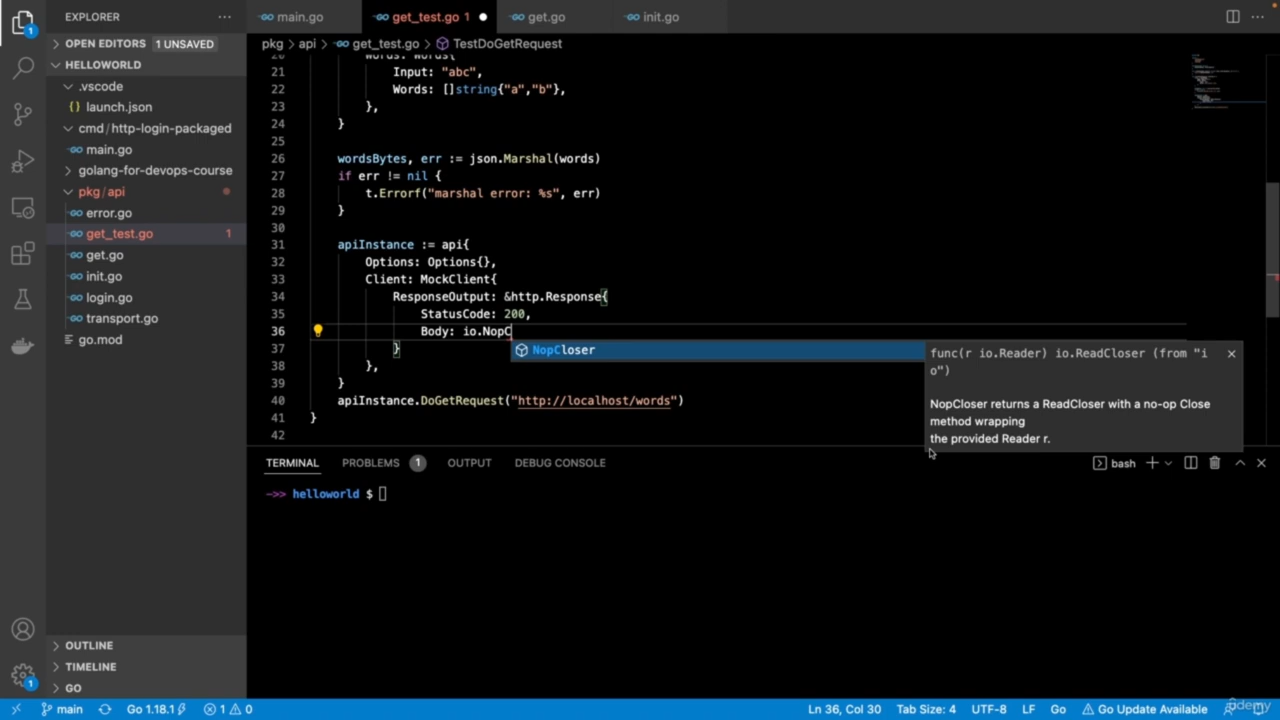 EXPLORER
main.go
get_test.go 1
get.go
init.go
OPEN EDITORS 1 UNSAVED
pkg > api > get_test.go > TestDoGetRequest
HELLOWORLD
.vscode
launch.json
cmd / http-login-packaged
main.go
golang-for-devops-course
pkg / api
error.go
get_test.go 1
get.go
init.go
login.go
transport.go
go.mod
20 Words: Words{
21 Input: "abc",
22 Words: []string{"a","b"},
23 },
24 }
25
26 wordsBytes, err := json.Marshal(words)
27 if err != nil {
28 t.Errorf("marshal error: %s", err)
29 }
30
31 apiInstance := api{
32 Options: Options{},
33 Client: MockClient{
34 ResponseOutput: &http.Response{
35 StatusCode: 200,
36 Body: io.NopC
37 }
38 },
39 }
40 apiInstance.DoGetRequest("http://localhost/words")
41 }
42
NopCloser
func(r io.Reader) io.ReadCloser (from "i
o")
NopCloser returns a ReadCloser with a no-op Close
method wrapping
the provided Reader r.
TERMINAL PROBLEMS 1 OUTPUT DEBUG CONSOLE
bash
->> helloworld $
OUTLINE
TIMELINE
GO
1
1
main Go 1.18.1 1 0
Ln 36, Col 30 Tab Size: 4 UTF-8 LF Go Go Update Available
udemy